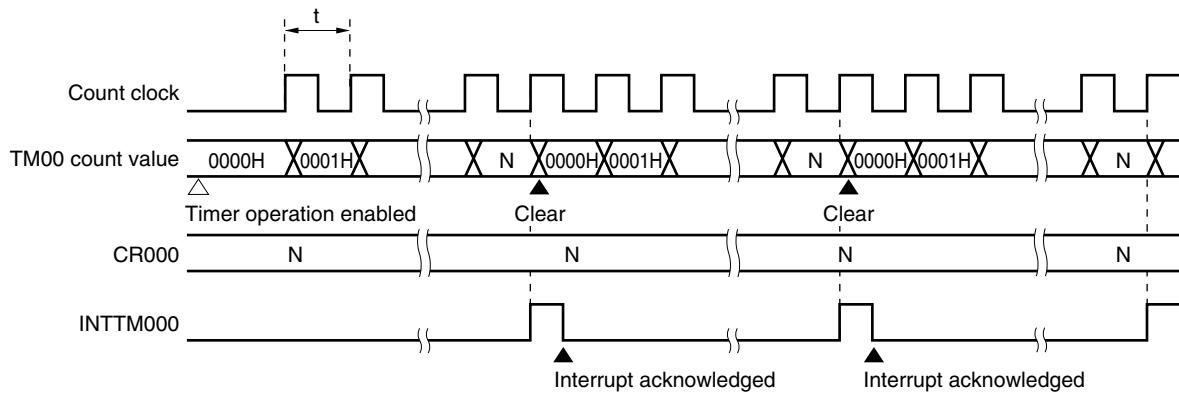 t
Count clock
TM00 count value 0000H 0001H N 0000H 0001H N 0000H 0001H N
Timer operation enabled Clear Clear
CR000 N N N N
INTTM000
Interrupt acknowledged Interrupt acknowledged